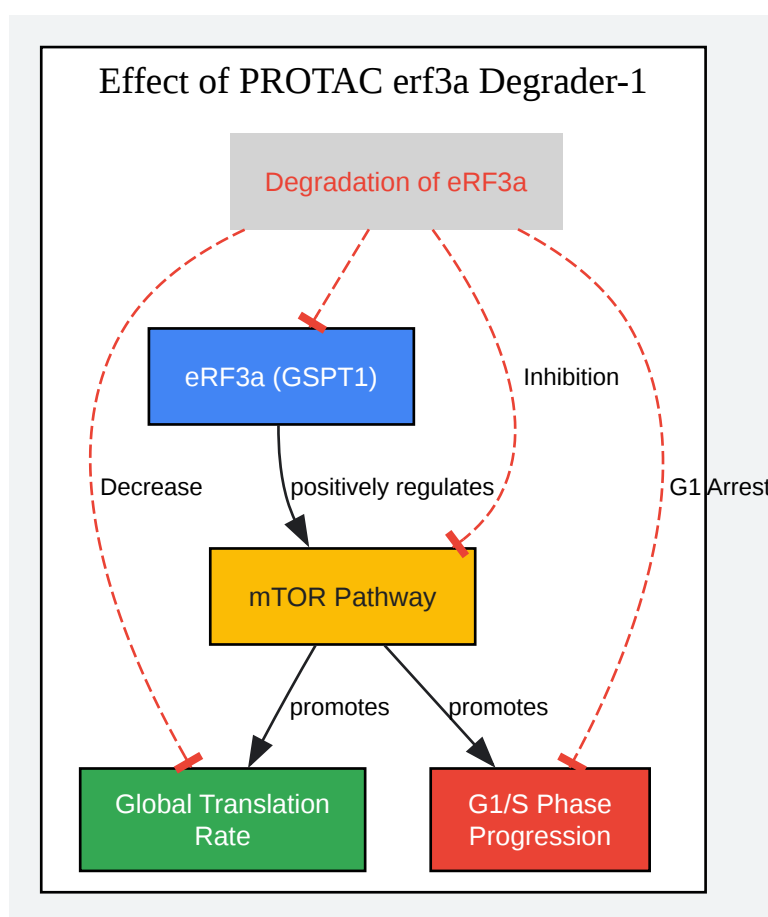 Effect of PROTAC erf3a Degrader-1
Degradation of eRF3a
eRF3a (GSPT1)
Inhibition
Decrease
positively regulates
G1 Arrest
mTOR Pathway
promotes
promotes
Global Translation
Rate
G1/S Phase
Progression